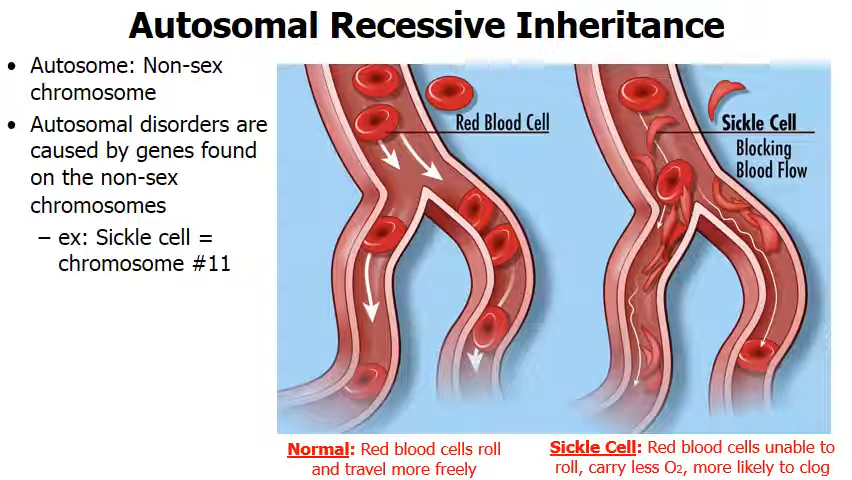 Autosomal Recessive Inheritance
• Autosome: Non-sex
chromosome
• Autosomal disorders are
caused by genes found
on the non-sex
chromosomes
– ex: Sickle cell =
chromosome #11
Red Blood Cell
Sickle Cell
Blocking
Blood Flow
Normal: Red blood cells roll
and travel more freely
Sickle Cell: Red blood cells unable to
roll, carry less O₂, more likely to clog